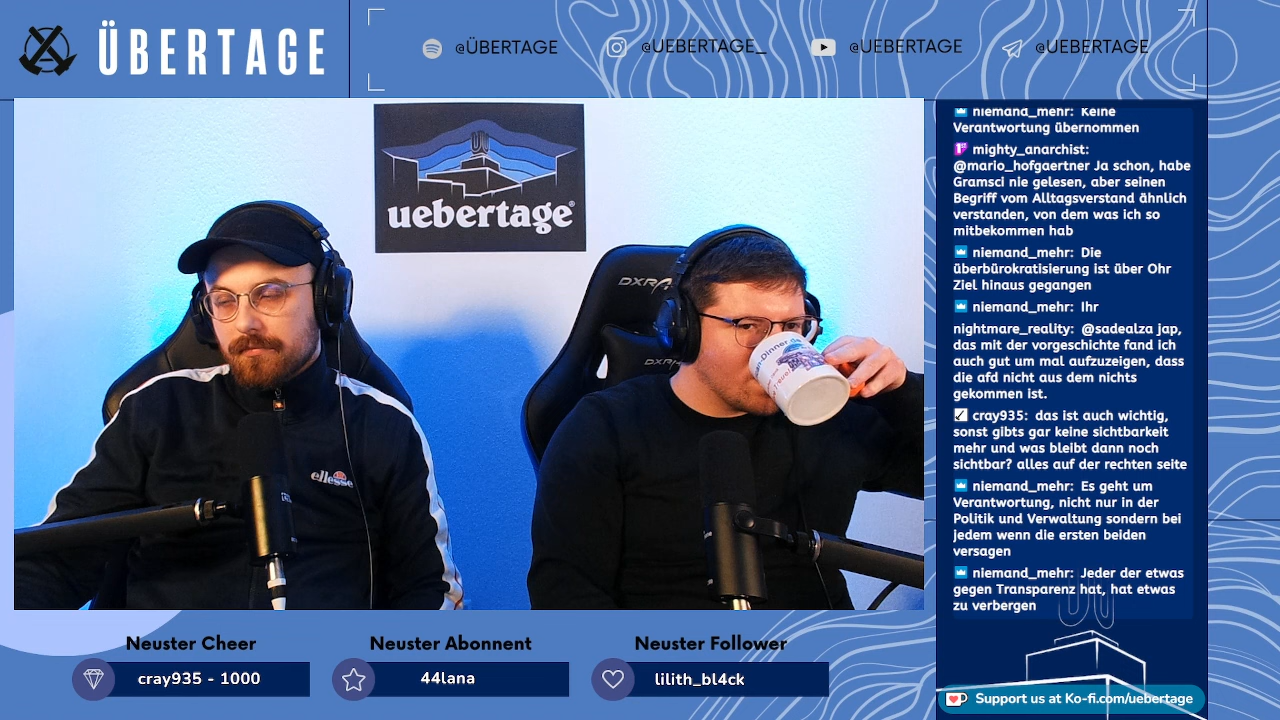 ÜBERTAGE
@ÜBERTAGE
@UEBERTAGE_
@UEBERTAGE
@UEBERTAGE
uebertage
DXRA
DX
ellesse
niemand_mehr: Keine
Verantwortung übernommen
mighty_anarchist:
@mario_hofgaertner Ja schon, habe
Gramsci nie gelesen, aber seinen
Begriff vom Alltagsverstand ähnlich
verstanden, von dem was ich so
mitbekommen hab
niemand_mehr: Die
überbürokratisierung ist über Ohr
Ziel hinaus gegangen
niemand_mehr: Ihr
nightmare_reality: @sadealza jap,
das mit der vorgeschichte fand ich
auch gut um mal aufzuzeigen, dass
die afd nicht aus dem nichts
gekommen ist.
cray935: das ist auch wichtig,
sonst gibts gar keine sichtbarkeit
mehr und was bleibt dann noch
sichtbar? alles auf der rechten seite
niemand_mehr: Es geht um
Verantwortung, nicht nur in der
Politik und Verwaltung sondern bei
jedem wenn die ersten beiden
versagen
niemand_mehr: Jeder der etwas
gegen Transparenz hat, hat etwas
zu verbergen
Neuster Cheer
cray935 - 1000
Neuster Abonnent
44lana
Neuster Follower
lilith_bl4ck
Support us at Ko-fi.com/uebertage